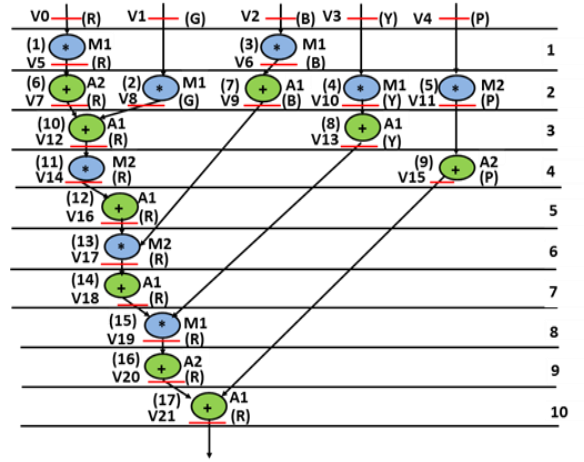 V0 (R) V1 (G) V2 (B) V3 (Y) V4 (P)
(1) * M1 (3) * M1 1
V5 (R) V6 (B)
(6) + A2 (2) * M1 (7) + A1 (4) * M1 (5) * M2 2
V7 (R) V8 (G) V9 (B) V10 (Y) V11 (P)
(10) + A1 (8) + A1 3
V12 (R) V13 (Y)
(11) * M2 (9) + A2 4
V14 (R) V15 (P)
(12) + A1 5
V16 (R)
(13) * M2 6
V17 (R)
(14) + A1 7
V18 (R)
(15) * M1 8
V19 (R)
(16) + A2 9
V20 (R)
(17) + A1 10
V21 (R)